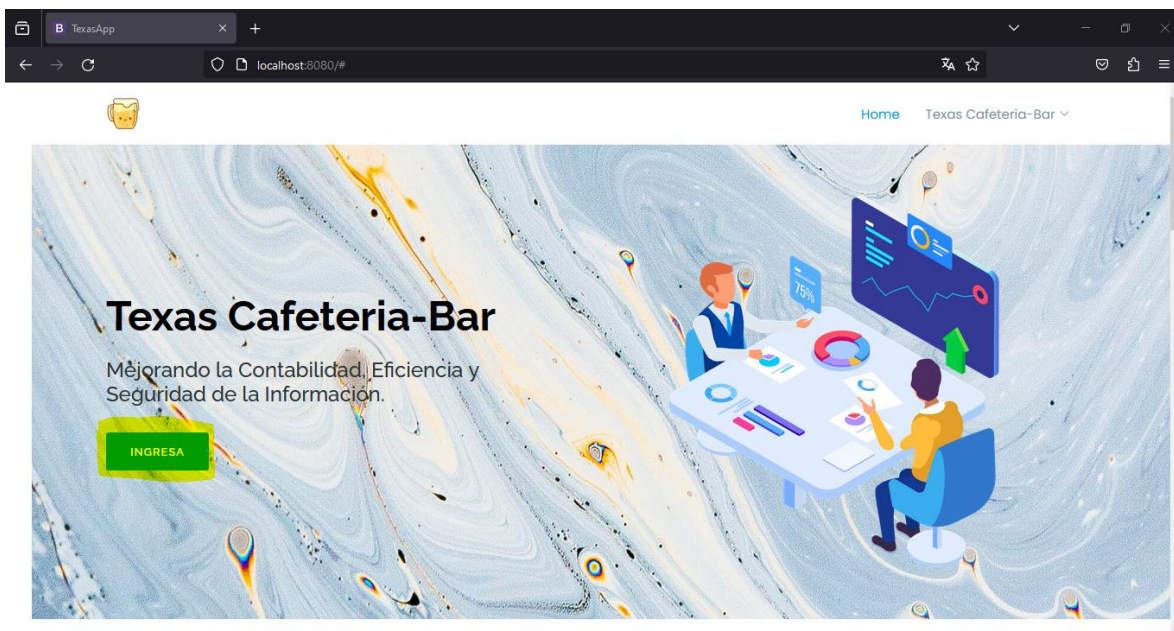 B TexasApp
localhost:8080/#
Home Texas Cafeteria-Bar
Texas Cafeteria-Bar
Mejorando la Contabilidad, Eficiencia y
Seguridad de la Información.
INGRESA
75%